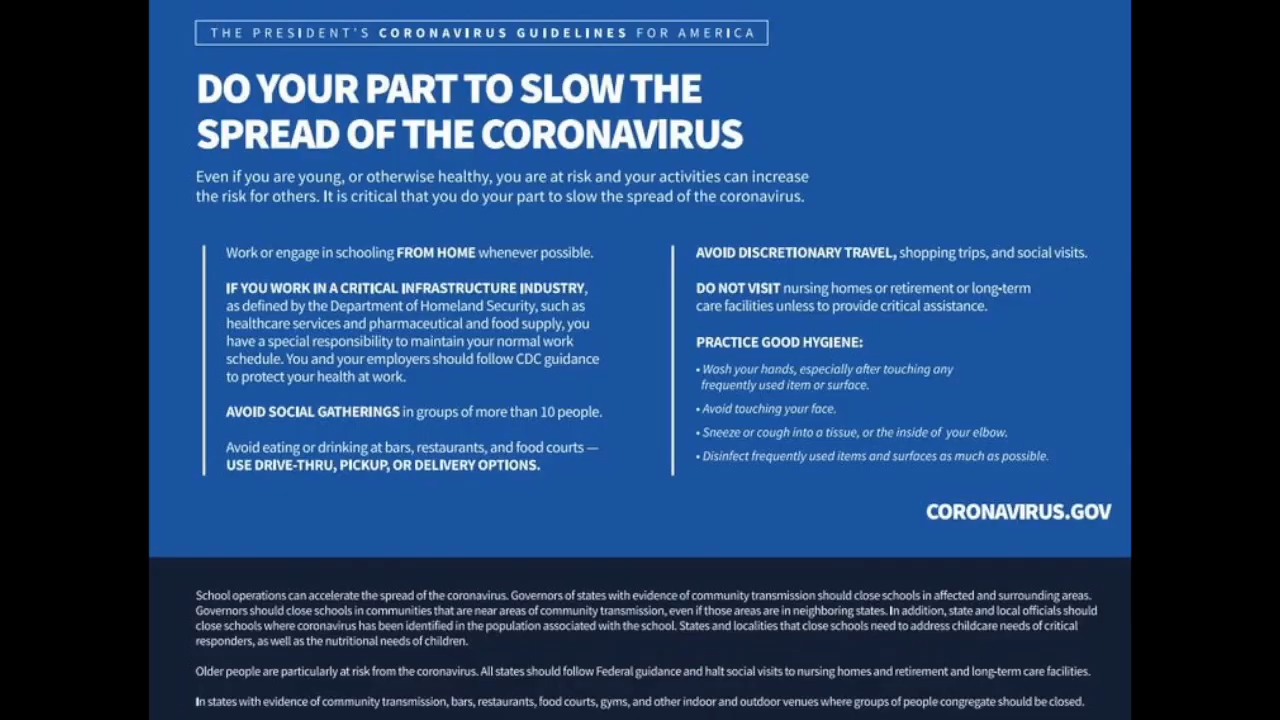 THE PRESIDENT'S CORONAVIRUS GUIDELINES FOR AMERICA
DO YOUR PART TO SLOW THE
SPREAD OF THE CORONAVIRUS
Even if you are young, or otherwise healthy, you are at risk and your activities can increase
the risk for others. It is critical that you do your part to slow the spread of the coronavirus.
Work or engage in schooling FROM HOME whenever possible.
IF YOU WORK IN A CRITICAL INFRASTRUCTURE INDUSTRY,
as defined by the Department of Homeland Security, such as
healthcare services and pharmaceutical and food supply, you
have a special responsibility to maintain your normal work
schedule. You and your employers should follow CDC guidance
to protect your health at work.
AVOID SOCIAL GATHERINGS in groups of more than 10 people.
Avoid eating or drinking at bars, restaurants, and food courts —
USE DRIVE-THRU, PICKUP, OR DELIVERY OPTIONS.
AVOID DISCRETIONARY TRAVEL, shopping trips, and social visits.
DO NOT VISIT nursing homes or retirement or long-term
care facilities unless to provide critical assistance.
PRACTICE GOOD HYGIENE:
• Wash your hands, especially after touching any
frequently used item or surface.
• Avoid touching your face.
• Sneeze or cough into a tissue, or the inside of your elbow.
• Disinfect frequently used items and surfaces as much as possible.
CORONAVIRUS.GOV
School operations can accelerate the spread of the coronavirus. Governors of states with evidence of community transmission should close schools in affected and surrounding areas.
Governors should close schools in communities that are near areas of community transmission, even if those areas are in neighboring states. In addition, state and local officials should
close schools where coronavirus has been identified in the population associated with the school. States and localities that close schools need to address childcare needs of critical
responders, as well as the nutritional needs of children.
Older people are particularly at risk from the coronavirus. All states should follow Federal guidance and halt social visits to nursing homes and retirement and long-term care facilities.
In states with evidence of community transmission, bars, restaurants, food courts, gyms, and other indoor and outdoor venues where groups of people congregate should be closed.